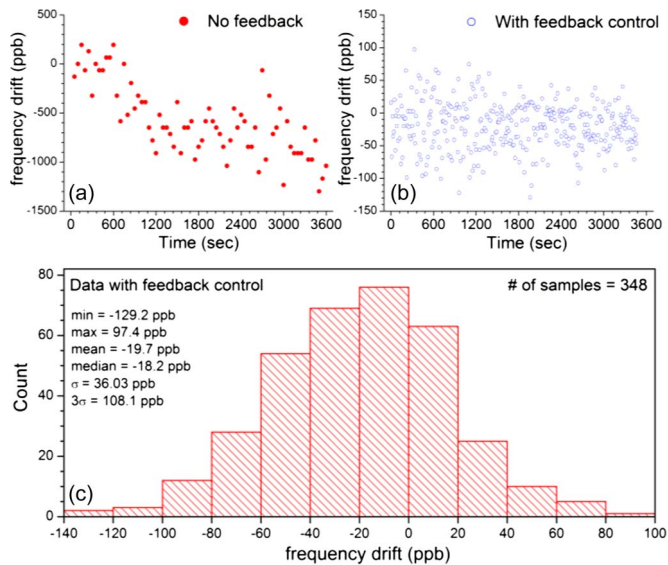 No feedback
500
0
-500
-1000
-1500
frequency drift (ppb)
(a)
0 600 1200 1800 2400 3000 3600
Time (sec)
With feedback control
150
100
50
0
-50
-100
-150
frequency drift (ppb)
(b)
0 600 1200 1800 2400 3000 3600
Time (sec)
Data with feedback control
# of samples = 348
min = -129.2 ppb
max = 97.4 ppb
mean = -19.7 ppb
median = -18.2 ppb
σ = 36.03 ppb
3σ = 108.1 ppb
80
60
40
20
0
Count
(c)
-140 -120 -100 -80 -60 -40 -20 0 20 40 60 80 100
frequency drift (ppb)